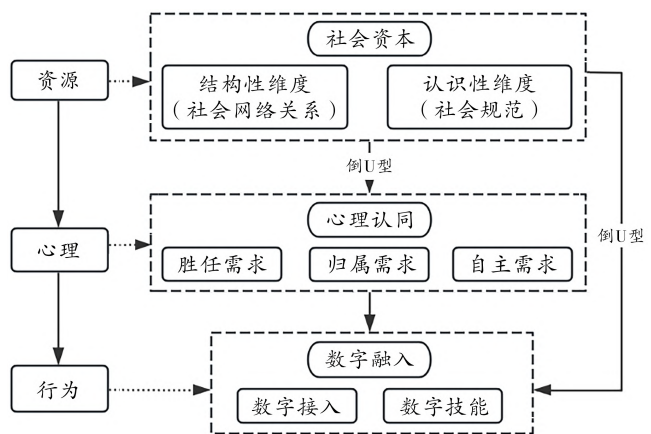 社会资本
资源
结构性维度
（社会网络关系）
认识性维度
（社会规范）
倒U型
心理认同
倒U型
心理
胜任需求
归属需求
自主需求
数字融入
行为
数字接入
数字技能